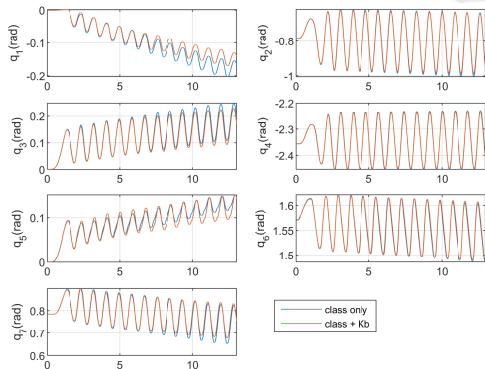 0
-0.1
-0.2
q1(rad)
0 5 10
-0.8
-1
q2(rad)
0 5 10
0.2
0.1
0
q3(rad)
0 5 10
-2.2
-2.3
-2.4
q4(rad)
0 5 10
0.1
0
q5(rad)
0 5 10
1.6
1.55
1.5
q6(rad)
0 5 10
0.8
0.7
0.6
q7(rad)
0 5 10
class only
class + Kb